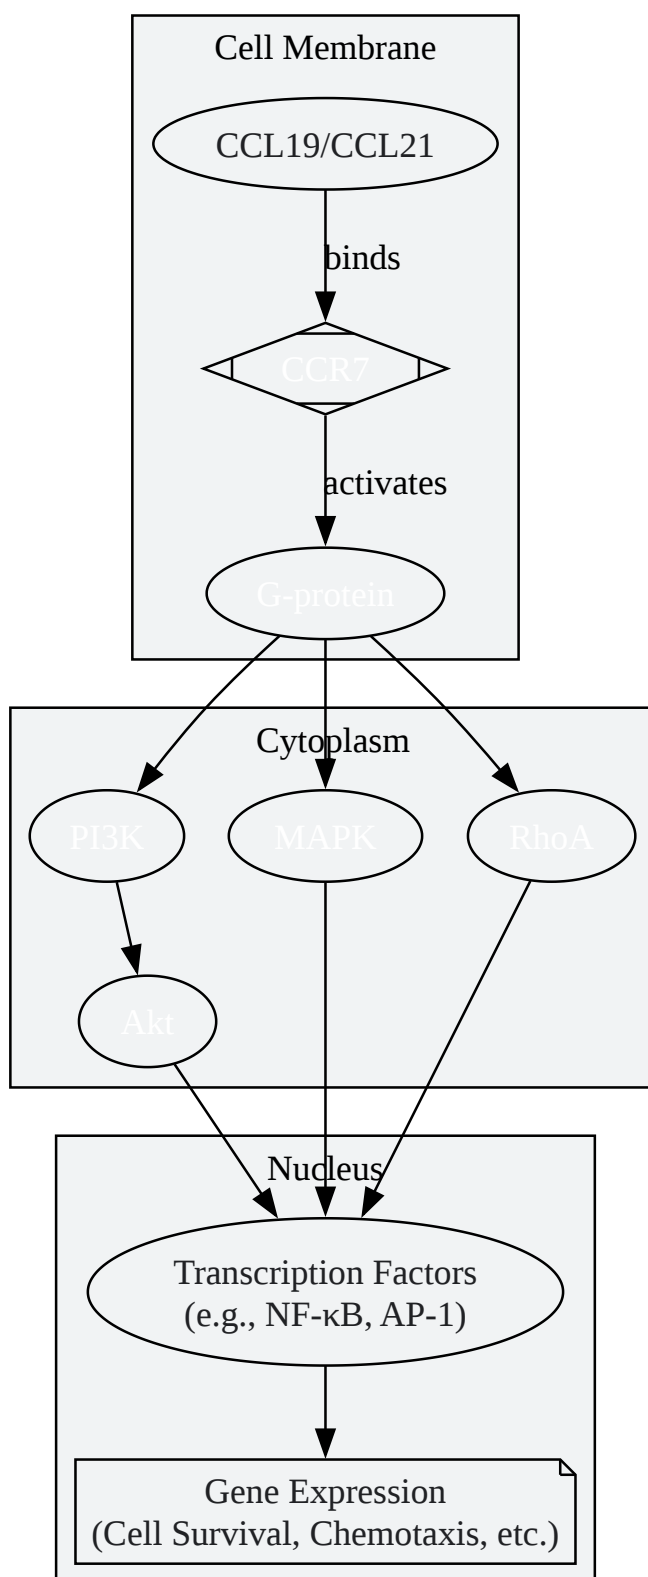 Cell Membrane
CCL19/CCL21
binds
CCR7
activates
G-protein
Cytoplasm
PI3K
MAPK
RhoA
Akt
Nucleus
Transcription Factors
(e.g., NF-κB, AP-1)
Gene Expression
(Cell Survival, Chemotaxis, etc.)